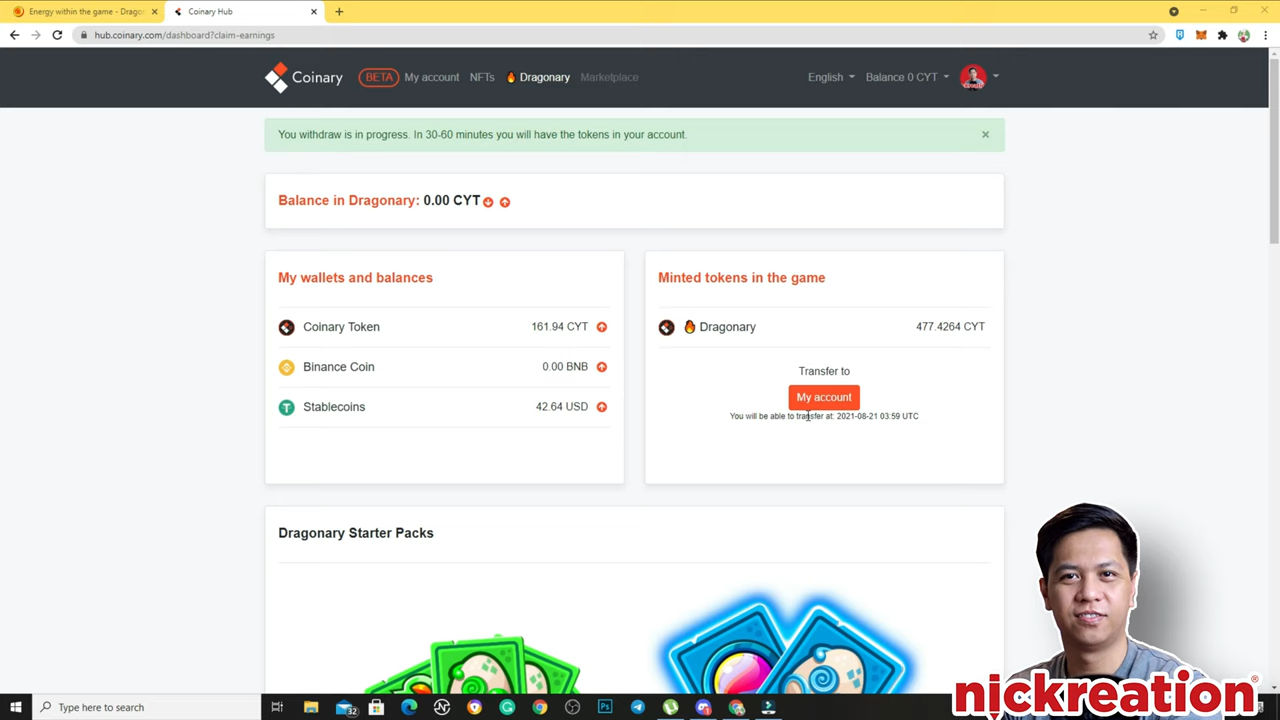 Energy within the game - Drago
Coinary Hub
hub.coinary.com/dashboard?claim-earnings
Coinary
BETA
My account
NFTs
Dragonary
Marketplace
English
Balance 0 CYT
You withdraw is in progress. In 30-60 minutes you will have the tokens in your account.
Balance in Dragonary: 0.00 CYT
My wallets and balances
Coinary Token 161.94 CYT
Binance Coin 0.00 BNB
Stablecoins 42.64 USD
Minted tokens in the game
Dragonary 477.4264 CYT
Transfer to
My account
You will be able to transfer at: 2021-08-21 03:59 UTC
Dragonary Starter Packs
nickreation
Type here to search
32
Ps